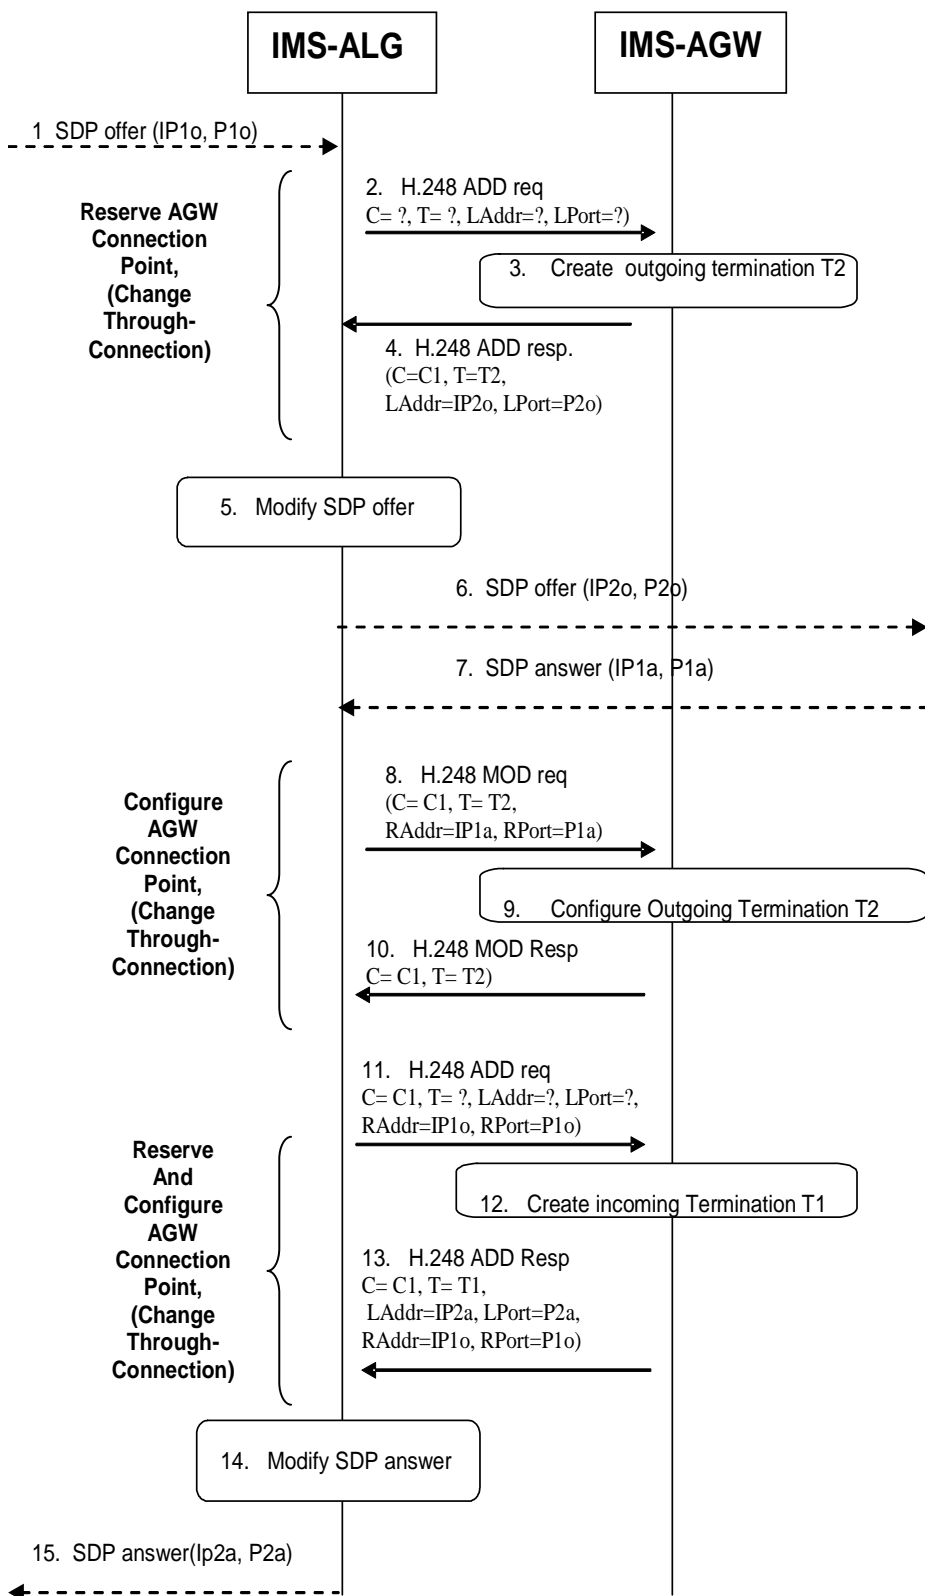 IMS-ALG
IMS-AGW
1 SDP offer (IP1o, P1o)
Reserve AGW
Connection
Point,
(Change
Through-
Connection)
2. H.248 ADD req
C= ?, T= ?, LAddr=?, LPort=?)
3. Create outgoing termination T2
4. H.248 ADD resp.
(C=C1, T=T2,
LAddr=IP2o, LPort=P2o)
5. Modify SDP offer
6. SDP offer (IP2o, P2o)
7. SDP answer (IP1a, P1a)
Configure
AGW
Connection
Point,
(Change
Through-
Connection)
8. H.248 MOD req
(C= C1, T= T2,
RAddr=IP1a, RPort=P1a)
9. Configure Outgoing Termination T2
10. H.248 MOD Resp
C= C1, T= T2)
11. H.248 ADD req
C= C1, T= ?, LAddr=?, LPort=?,
RAddr=IP1o, RPort=P1o)
Reserve
And
Configure
AGW
Connection
Point,
(Change
Through-
Connection)
12. Create incoming Termination T1
13. H.248 ADD Resp
C= C1, T= T1,
LAddr=IP2a, LPort=P2a,
RAddr=IP1o, RPort=P1o)
14. Modify SDP answer
15. SDP answer(Ip2a, P2a)